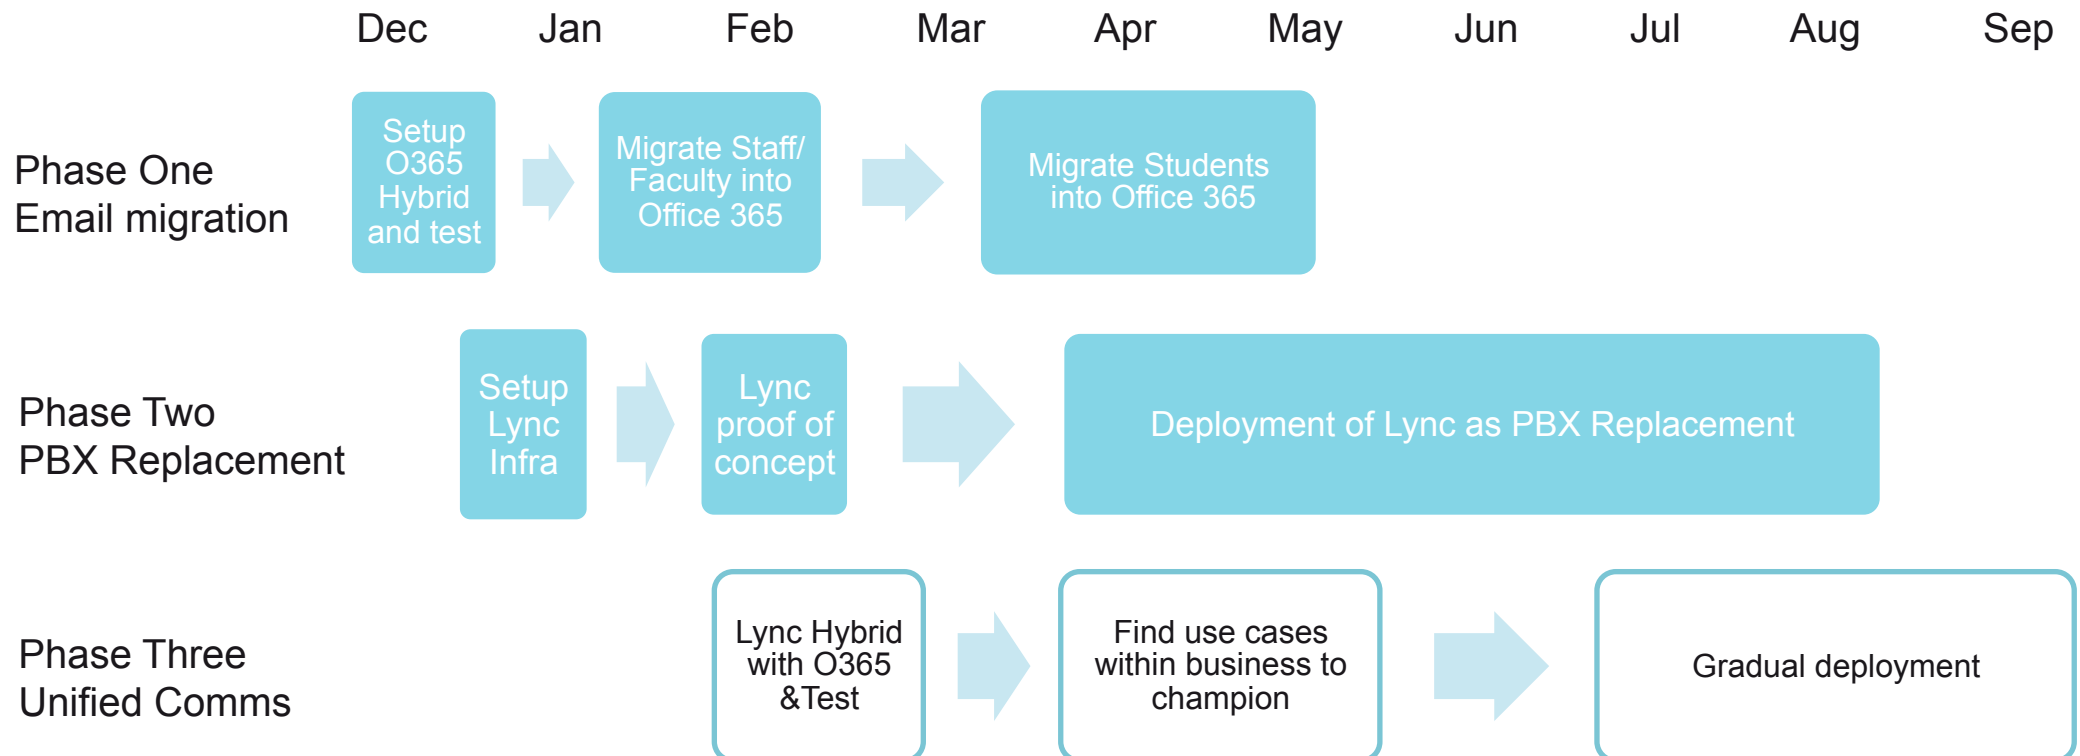 Dec Jan Feb Mar Apr May Jun Jul Aug Sep
Phase One
Email migration
Setup
O365
Hybrid
and test
Migrate Staff/
Faculty into
Office 365
Migrate Students
into Office 365
Phase Two
PBX Replacement
Setup
Lync
Infra
Lync
proof of
concept
Deployment of Lync as PBX Replacement
Phase Three
Unified Comms
Lync Hybrid
with O365
&Test
Find use cases
within business to
champion
Gradual deployment